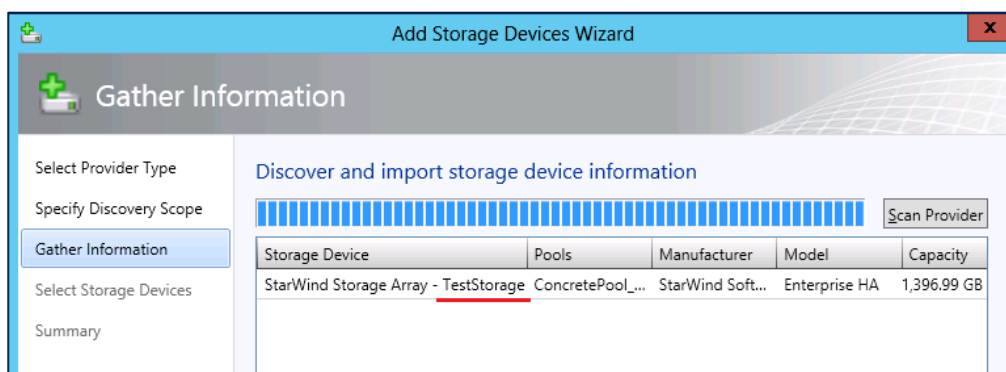 Add Storage Devices Wizard
x
Gather Information
Select Provider Type
Specify Discovery Scope
Gather Information
Select Storage Devices
Summary
Discover and import storage device information
Scan Provider
Storage Device Pools Manufacturer Model Capacity
StarWind Storage Array - TestStorage ConcretePool_... StarWind Soft... Enterprise HA 1,396.99 GB